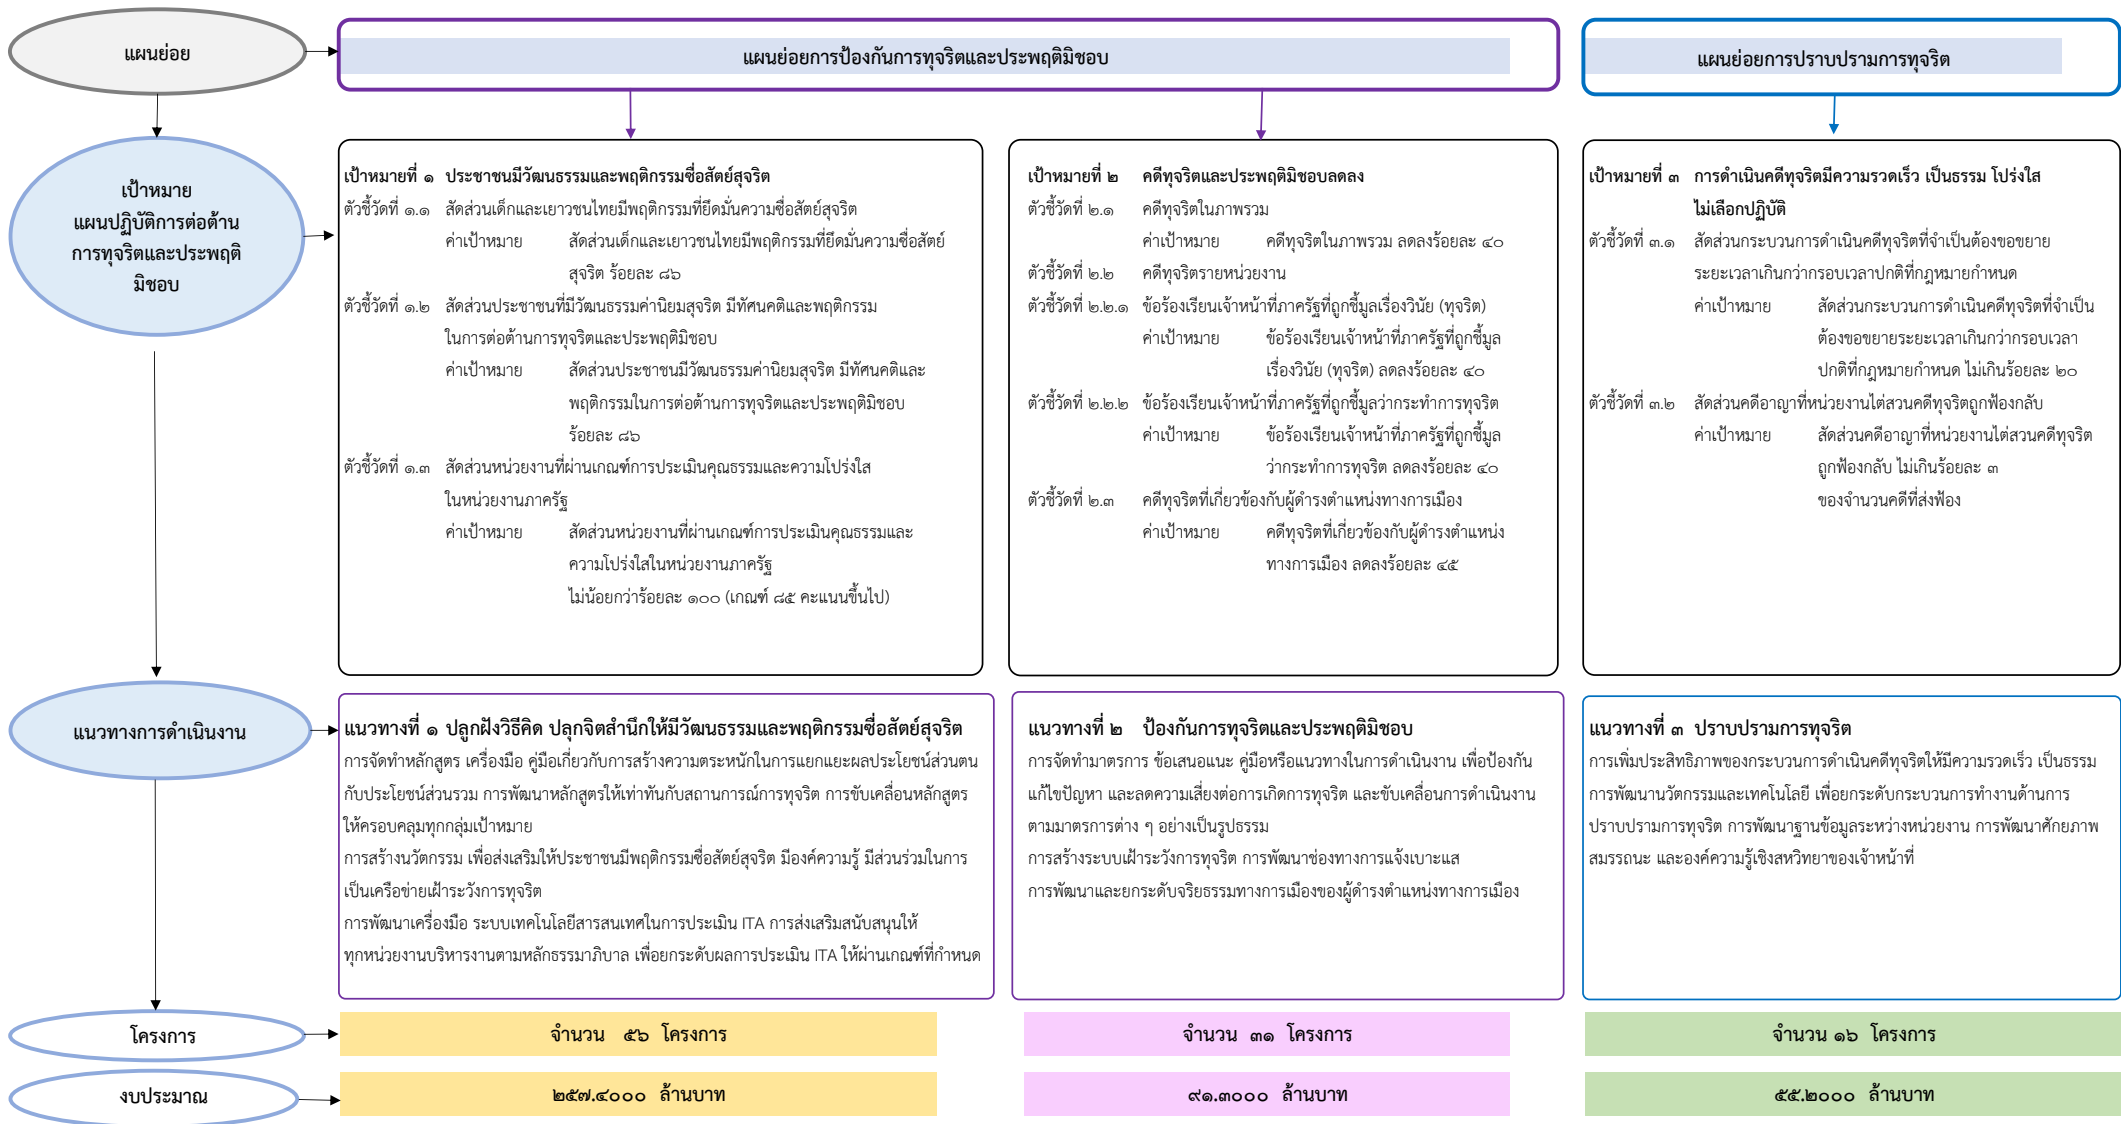 แผนย่อย
แผนย่อยการป้องกันการทุจริตและประพฤติมิชอบ
แผนย่อยการปราบปรามการทุจริต
เป้าหมาย
แผนปฏิบัติการต่อต้าน
การทุจริตและประพฤติ
มิชอบ
เป้าหมายที่ ๑ ประชาชนมีวัฒนธรรมและพฤติกรรมซื่อสัตย์สุจริต
ตัวชี้วัดที่ ๑.๑ สัดส่วนเด็กและเยาวชนไทยมีพฤติกรรมที่ยึดมั่นความซื่อสัตย์สุจริต
ค่าเป้าหมาย สัดส่วนเด็กและเยาวชนไทยมีพฤติกรรมที่ยึดมั่นความซื่อสัตย์
สุจริต ร้อยละ ๘๖
ตัวชี้วัดที่ ๑.๒ สัดส่วนประชาชนที่มีวัฒนธรรมค่านิยมสุจริต มีทัศนคติและพฤติกรรม
ในการต่อต้านการทุจริตและประพฤติมิชอบ
ค่าเป้าหมาย สัดส่วนประชาชนมีวัฒนธรรมค่านิยมสุจริต มีทัศนคติและ
พฤติกรรมในการต่อต้านการทุจริตและประพฤติมิชอบ
ร้อยละ ๘๖
ตัวชี้วัดที่ ๑.๓ สัดส่วนหน่วยงานที่ผ่านเกณฑ์การประเมินคุณธรรมและความโปร่งใส
ในหน่วยงานภาครัฐ
ค่าเป้าหมาย สัดส่วนหน่วยงานที่ผ่านเกณฑ์การประเมินคุณธรรมและ
ความโปร่งใสในหน่วยงานภาครัฐ
ไม่น้อยกว่าร้อยละ ๑๐๐ (เกณฑ์ ๘๕ คะแนนขึ้นไป)
เป้าหมายที่ ๒ คดีทุจริตและประพฤติมิชอบลดลง
ตัวชี้วัดที่ ๒.๑ คดีทุจริตในภาพรวม
ค่าเป้าหมาย คดีทุจริตในภาพรวม ลดลงร้อยละ ๔๐
ตัวชี้วัดที่ ๒.๒ คดีทุจริตรายหน่วยงาน
ตัวชี้วัดที่ ๒.๒.๑ ข้อร้องเรียนเจ้าหน้าที่ภาครัฐที่ถูกชี้มูลเรื่องวินัย (ทุจริต)
ค่าเป้าหมาย ข้อร้องเรียนเจ้าหน้าที่ภาครัฐที่ถูกชี้มูล
เรื่องวินัย (ทุจริต) ลดลงร้อยละ ๔๐
ตัวชี้วัดที่ ๒.๒.๒ ข้อร้องเรียนเจ้าหน้าที่ภาครัฐที่ถูกชี้มูลว่ากระทำการทุจริต
ค่าเป้าหมาย ข้อร้องเรียนเจ้าหน้าที่ภาครัฐที่ถูกชี้มูล
ว่ากระทำการทุจริต ลดลงร้อยละ ๔๐
ตัวชี้วัดที่ ๒.๓ คดีทุจริตที่เกี่ยวข้องกับผู้ดำรงตำแหน่งทางการเมือง
ค่าเป้าหมาย คดีทุจริตที่เกี่ยวข้องกับผู้ดำรงตำแหน่ง
ทางการเมือง ลดลงร้อยละ ๔๕
เป้าหมายที่ ๓ การดำเนินคดีทุจริตมีความรวดเร็ว เป็นธรรม โปร่งใส
ไม่เลือกปฏิบัติ
ตัวชี้วัดที่ ๓.๑ สัดส่วนกระบวนการดำเนินคดีทุจริตที่จำเป็นต้องขอขยาย
ระยะเวลาเกินกว่ากรอบเวลาปกติที่กฎหมายกำหนด
ค่าเป้าหมาย สัดส่วนกระบวนการดำเนินคดีทุจริตที่จำเป็น
ต้องขอขยายระยะเวลาเกินกว่ากรอบเวลา
ปกติที่กฎหมายกำหนด ไม่เกินร้อยละ ๒๐
ตัวชี้วัดที่ ๓.๒ สัดส่วนคดีอาญาที่หน่วยงานไต่สวนคดีทุจริตถูกฟ้องกลับ
ค่าเป้าหมาย สัดส่วนคดีอาญาที่หน่วยงานไต่สวนคดีทุจริต
ถูกฟ้องกลับ ไม่เกินร้อยละ ๓
ของจำนวนคดีที่ส่งฟ้อง
แนวทางการดำเนินงาน
แนวทางที่ ๑ ปลูกฝังวิธีคิด ปลุกจิตสำนึกให้มีวัฒนธรรมและพฤติกรรมซื่อสัตย์สุจริต
การจัดทำหลักสูตร เครื่องมือ คู่มือเกี่ยวกับการสร้างความตระหนักในการแยกแยะผลประโยชน์ส่วนตน
กับประโยชน์ส่วนรวม การพัฒนาหลักสูตรให้เท่าทันกับสถานการณ์การทุจริต การขับเคลื่อนหลักสูตร
ให้ครอบคลุมทุกกลุ่มเป้าหมาย
การสร้างนวัตกรรม เพื่อส่งเสริมให้ประชาชนมีพฤติกรรมซื่อสัตย์สุจริต มีองค์ความรู้ มีส่วนร่วมในการ
เป็นเครือข่ายเฝ้าระวังการทุจริต
การพัฒนาเครื่องมือ ระบบเทคโนโลยีสารสนเทศในการประเมิน ITA การส่งเสริมสนับสนุนให้
ทุกหน่วยงานบริหารงานตามหลักธรรมาภิบาล เพื่อยกระดับผลการประเมิน ITA ให้ผ่านเกณฑ์ที่กำหนด
แนวทางที่ ๒ ป้องกันการทุจริตและประพฤติมิชอบ
การจัดทำมาตรการ ข้อเสนอแนะ คู่มือหรือแนวทางในการดำเนินงาน เพื่อป้องกัน
แก้ไขปัญหา และลดความเสี่ยงต่อการเกิดการทุจริต และขับเคลื่อนการดำเนินงาน
ตามมาตรการต่าง ๆ อย่างเป็นรูปธรรม
การสร้างระบบเฝ้าระวังการทุจริต การพัฒนาช่องทางการแจ้งเบาะแส
การพัฒนาและยกระดับจริยธรรมทางการเมืองของผู้ดำรงตำแหน่งทางการเมือง
แนวทางที่ ๓ ปราบปรามการทุจริต
การเพิ่มประสิทธิภาพของกระบวนการดำเนินคดีทุจริตให้มีความรวดเร็ว เป็นธรรม
การพัฒนานวัตกรรมและเทคโนโลยี เพื่อยกระดับกระบวนการทำงานด้านการ
ปราบปรามการทุจริต การพัฒนาฐานข้อมูลระหว่างหน่วยงาน การพัฒนาศักยภาพ
สมรรถนะ และองค์ความรู้เชิงสหวิทยาของเจ้าหน้าที่
โครงการ
จำนวน ๕๖ โครงการ
จำนวน ๓๑ โครงการ
จำนวน ๑๖ โครงการ
งบประมาณ
๒๕๗.๔๐๐๐ ล้านบาท
๙๑.๓๐๐๐ ล้านบาท
๕๕.๒๐๐๐ ล้านบาท